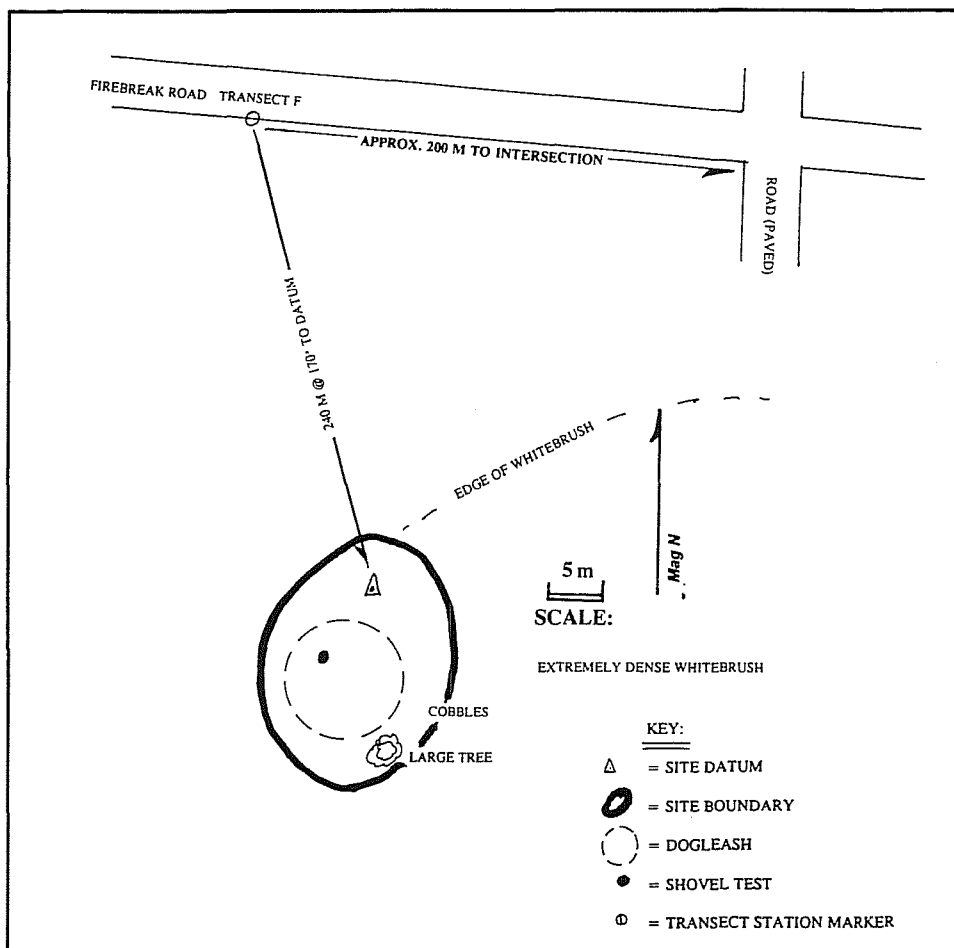 FIREBREAK ROAD TRANSECT F
APPROX. 200 M TO INTERSECTION
ROAD (PAVED)
240 M @ 170° TO DATUM
EDGE OF WHITEBRUSH
Mag N
5 m
SCALE:
EXTREMELY DENSE WHITEBRUSH
COBBLES
LARGE TREE
KEY:
= SITE DATUM
= SITE BOUNDARY
= DOGLEASH
= SHOVEL TEST
= TRANSECT STATION MARKER